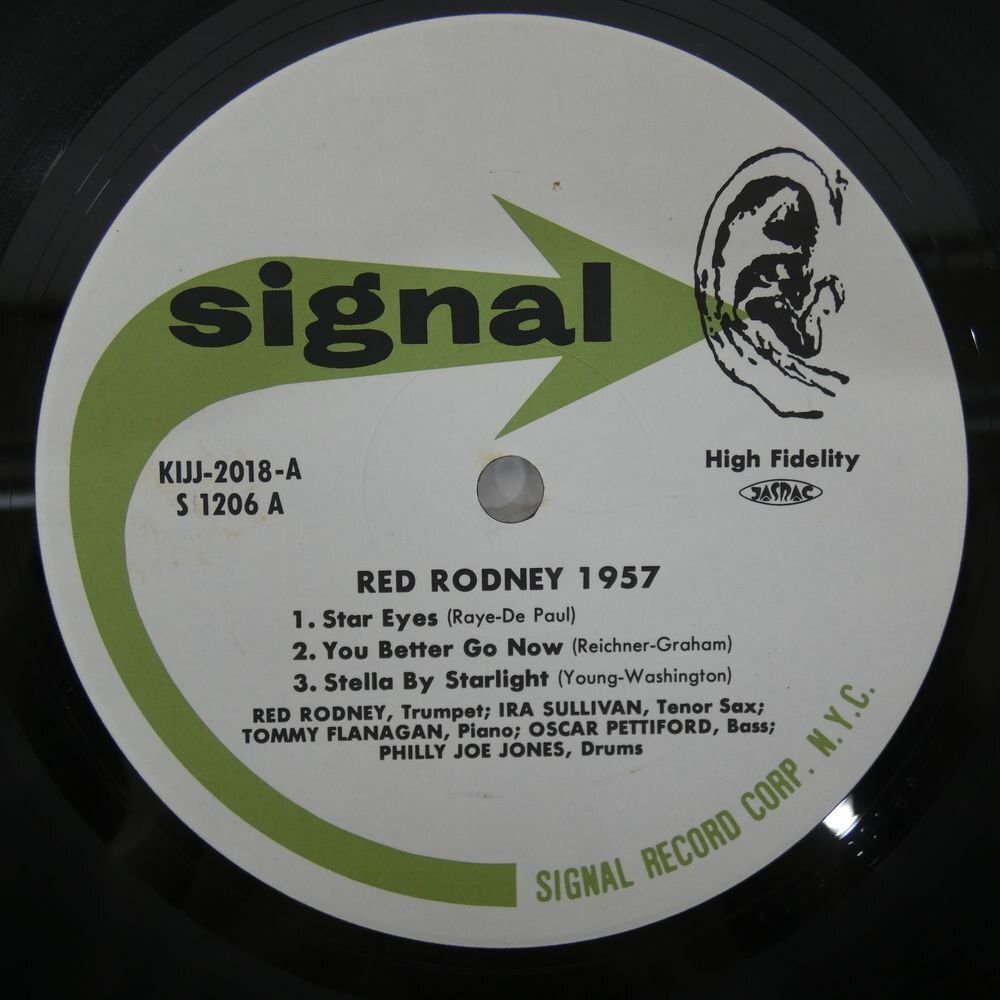 signal
KIJJ-2018-A
S 1206 A
High Fidelity
JASRAC
RED RODNEY 1957
1. Star Eyes (Raye-De Paul)
2. You Better Go Now (Reichner-Graham)
3. Stella By Starlight (Young-Washington)
RED RODNEY, Trumpet; IRA SULLIVAN, Tenor Sax;
TOMMY FLANAGAN, Piano; OSCAR PETTIFORD, Bass;
PHILLY JOE JONES, Drums
SIGNAL RECORD CORP. N.Y.C.